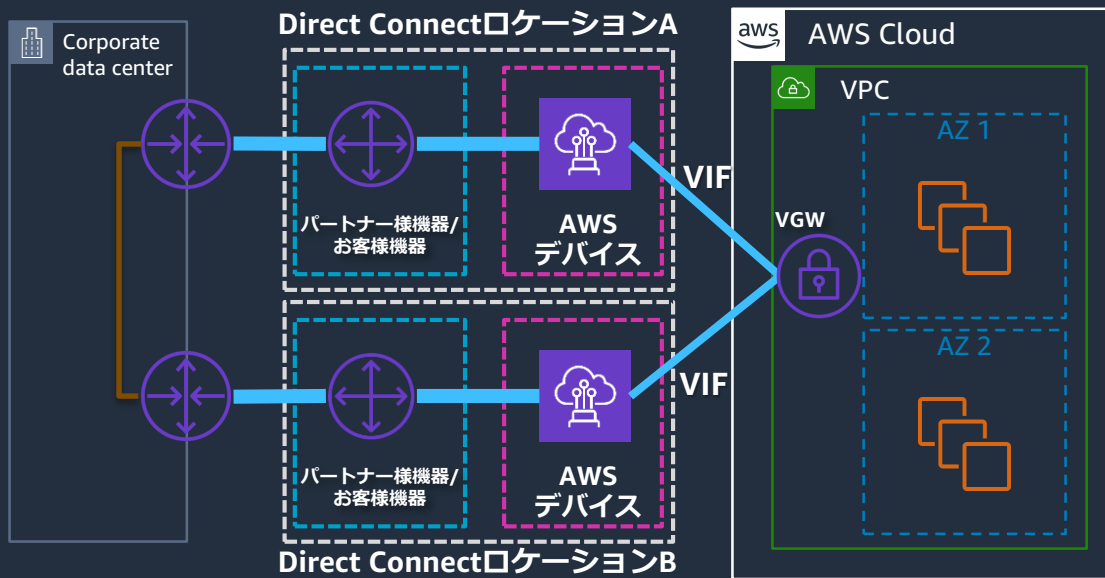 Direct ConnectロケーションA
Corporate
data center
パートナー様機器/
お客様機器
AWS
デバイス
VIF
aws
AWS Cloud
VPC
VGW
AZ 1
AZ 2
VIF
パートナー様機器/
お客様機器
AWS
デバイス
Direct ConnectロケーションB